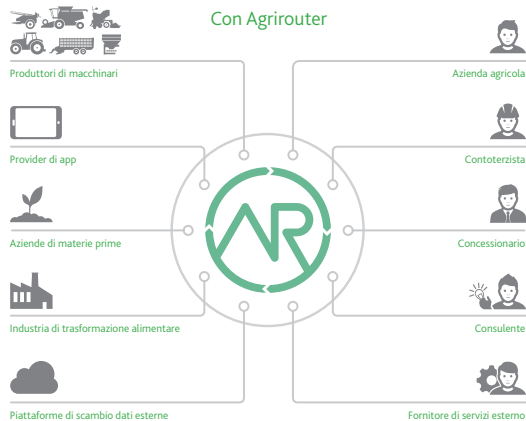 Con Agrirouter
Produttori di macchinari
Azienda agricola
Provider di app
Contoterzista
AR
Aziende di materie prime
Concessionario
Industria di trasformazione alimentare
Consulente
Piattaforme di scambio dati esterne
Fornitore di servizi esterno